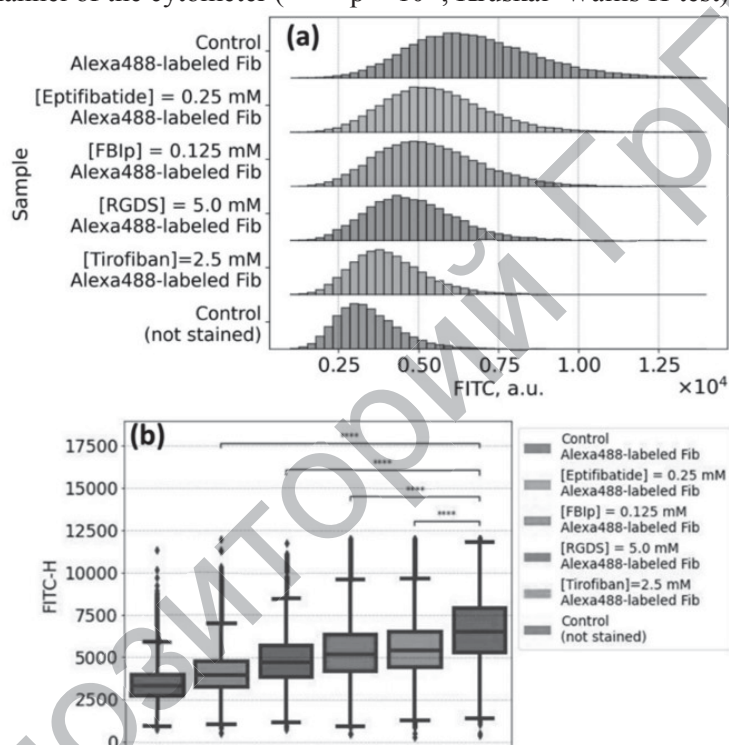 channel of the cytometer
(a)
Control
Alexa488-labeled Fib
[Eptifibatide] = 0.25 mM
Alexa488-labeled Fib
[FBIp] = 0.125 mM
Alexa488-labeled Fib
[RGDS] = 5.0 mM
Alexa488-labeled Fib
[Tirofiban]=2.5 mM
Alexa488-labeled Fib
Control
(not stained)
Sample
0.25 0.50 0.75 1.00 1.25
FITC, a.u.
×10⁴
(b)
17500
15000
12500
10000
7500
5000
2500
0
FITC-H
****
****
****
****
Control
Alexa488-labeled Fib
[Eptifibatide] = 0.25 mM
Alexa488-labeled Fib
[FBIp] = 0.125 mM
Alexa488-labeled Fib
[RGDS] = 5.0 mM
Alexa488-labeled Fib
[Tirofiban]=2.5 mM
Alexa488-labeled Fib
Control
(not stained)
позиторий ГрГ